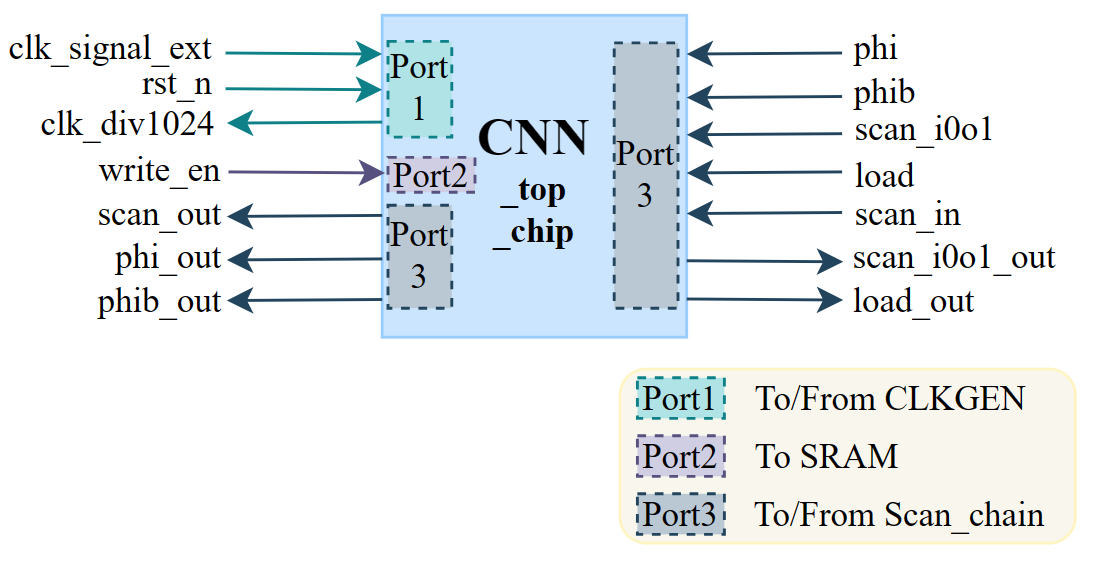 clk_signal_ext
rst_n
clk_div1024
write_en
scan_out
phi_out
phib_out
Port
1
Port2
Port
3
CNN
_top
_chip
Port
3
phi
phib
scan_i0o1
load
scan_in
scan_i0o1_out
load_out
Port1 To/From CLKGEN
Port2 To SRAM
Port3 To/From Scan_chain